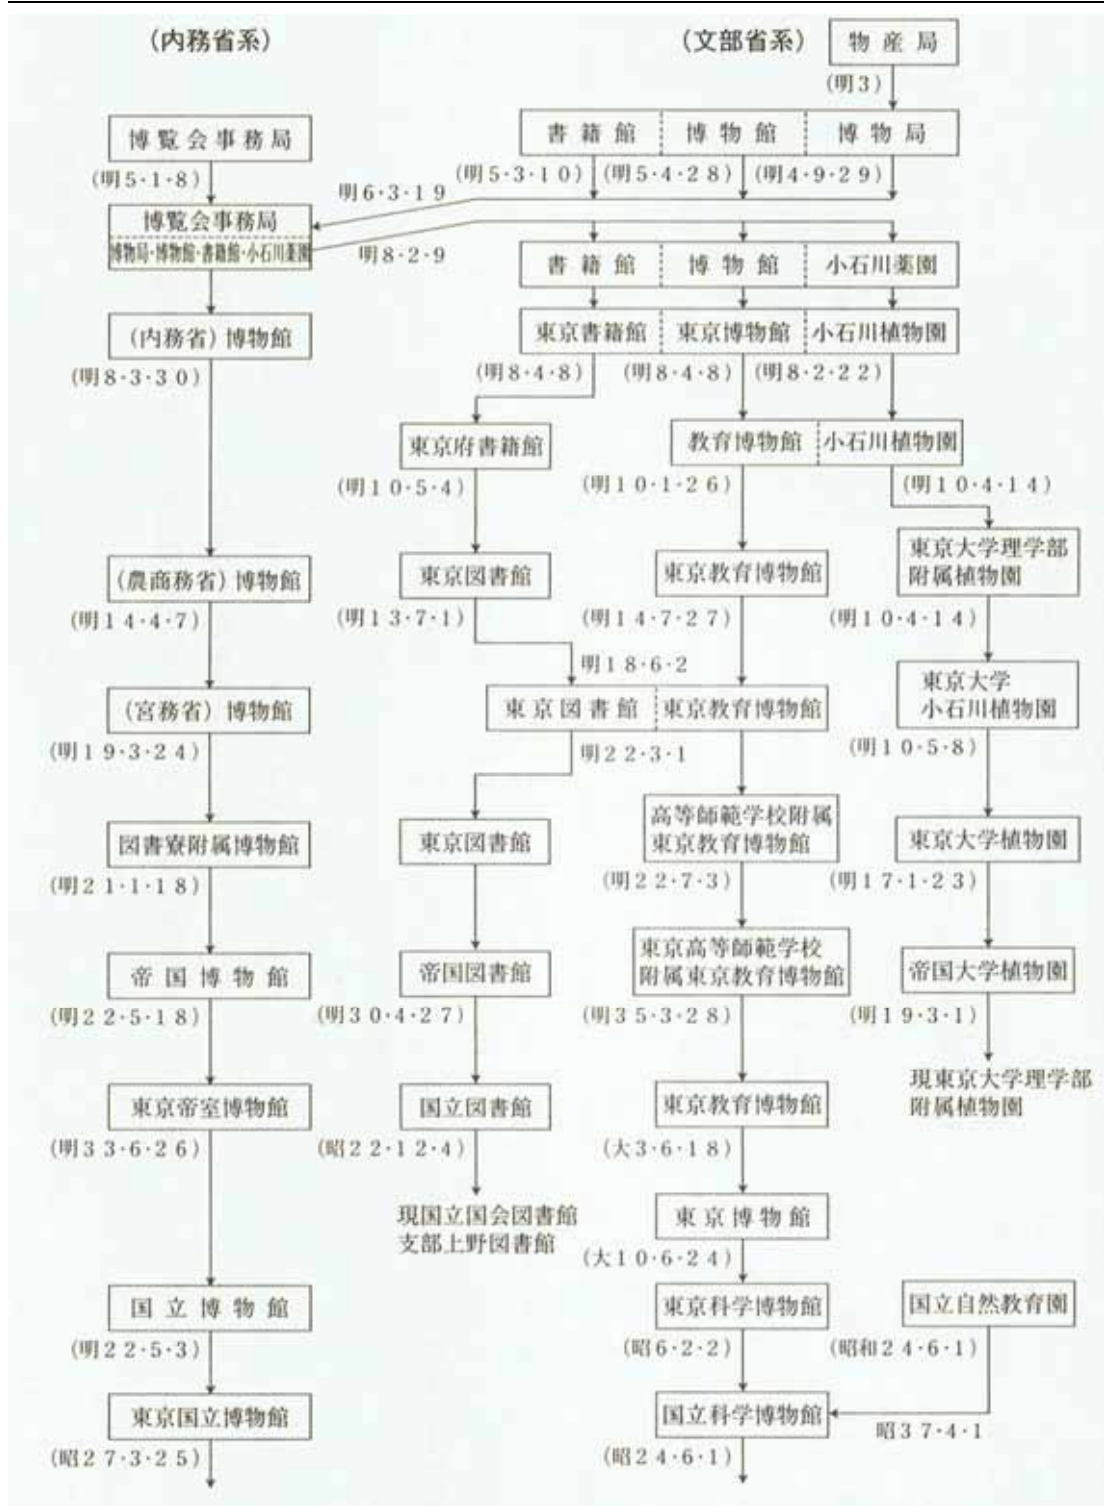 (内務省系)
(文部省系)
物産局
(明3)
書籍館 博物館 博物局
(明5・3・10) (明5・4・28) (明4・9・29)
博覧会事務局
(明5・1・8)
明6・3・19
博覧会事務局
博物局・博物館・書籍館・小石川薬園
明8・2・9
書籍館 博物館 小石川薬園
(内務省)博物館
(明8・3・30)
東京書籍館 東京博物館 小石川植物園
(明8・4・8) (明8・4・8) (明8・2・22)
東京府書籍館
(明10・5・4)
教育博物館 小石川植物園
(明10・1・26) (明10・4・14)
(農商務省)博物館
(明14・4・7)
東京図書館
(明13・7・1)
東京教育博物館
(明14・7・27)
東京大学理学部
附属植物園
(明10・4・14)
明18・6・2
(宮務省)博物館
(明19・3・24)
東京図書館 東京教育博物館
明22・3・1
東京大学
小石川植物園
(明10・5・8)
図書寮附属博物館
(明21・1・18)
東京図書館
高等師範学校附属
東京教育博物館
(明22・7・3)
東京大学植物園
(明17・1・23)
帝国博物館
(明22・5・18)
帝国図書館
(明30・4・27)
東京高等師範学校
附属東京教育博物館
(明35・3・28)
帝国大学植物園
(明19・3・1)
現東京大学理学部
附属植物園
東京帝室博物館
(明33・6・26)
国立図書館
(昭22・12・4)
現国立国会図書館
支部上野図書館
東京教育博物館
(大3・6・18)
東京博物館
(大10・6・24)
国立博物館
(明22・5・3)
東京科学博物館
(昭6・2・2)
国立自然教育園
(昭和24・6・1)
東京国立博物館
(昭27・3・25)
国立科学博物館
(昭24・6・1)
昭37・4・1